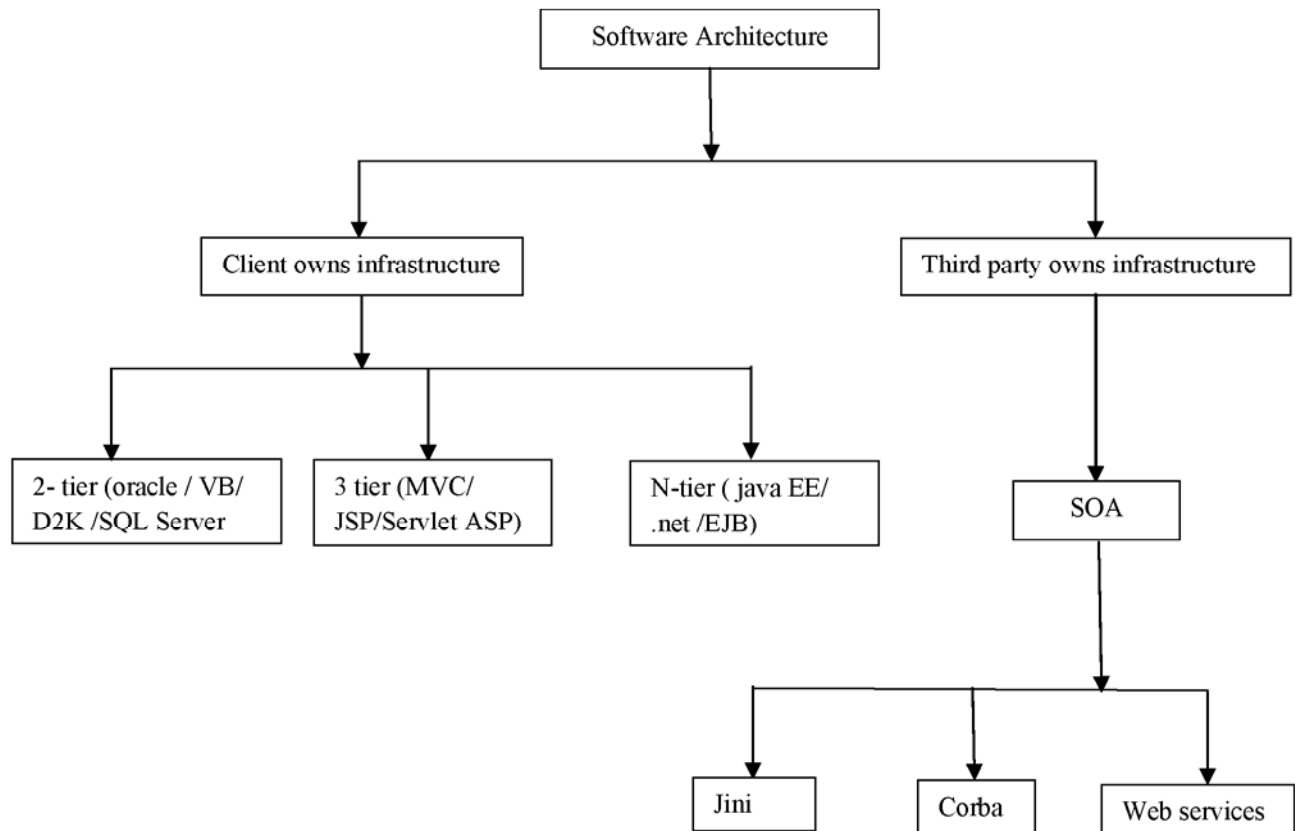 Software Architecture
Client owns infrastructure
Third party owns infrastructure
2- tier (oracle / VB/
D2K /SQL Server
3 tier (MVC/
JSP/Servlet ASP)
N-tier ( java EE/
.net /EJB)
SOA
Jini
Corba
Web services